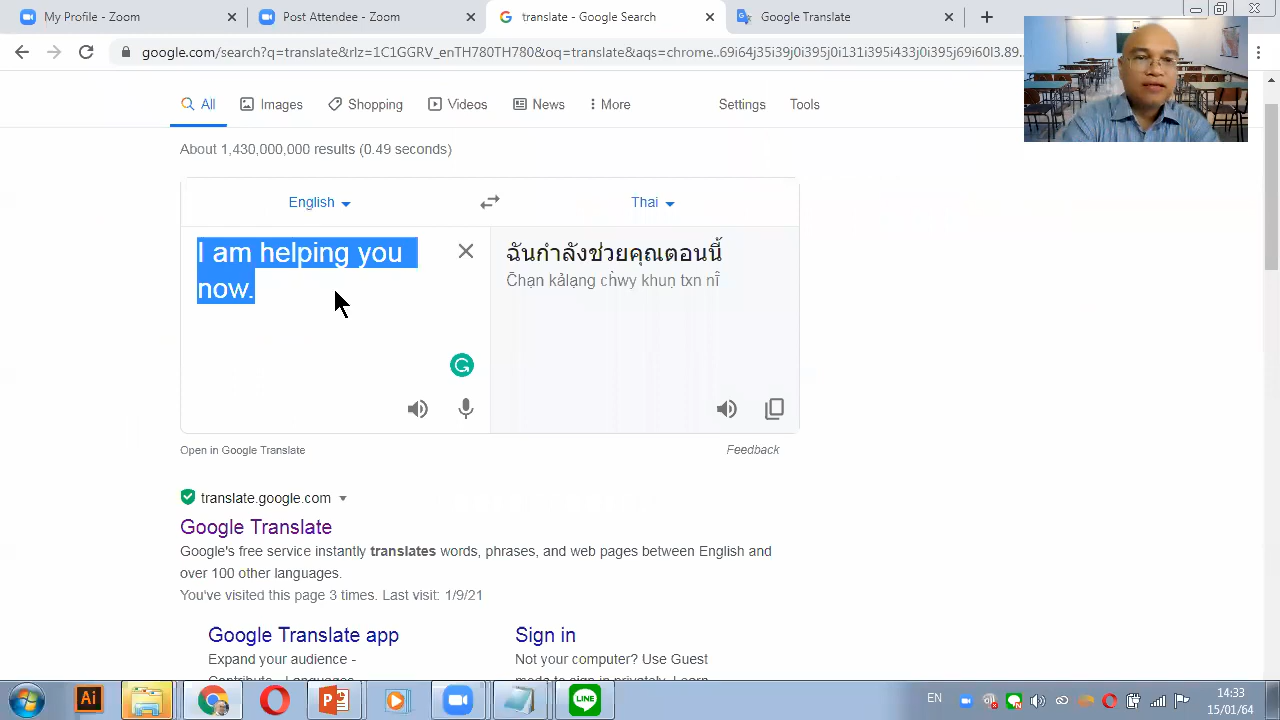 My Profile - Zoom
Post Attendee - Zoom
translate - Google Search
Google Translate
google.com/search?q=translate&rlz=1C1GGRV_enTH780TH780&oq=translate&aqs=chrome..69i64j35i39j0i395j0i131i395i433j0i395j69i60l3.89...
All
Images
Shopping
Videos
News
More
Settings
Tools
About 1,430,000,000 results (0.49 seconds)
English
Thai
I am helping you
now.
ฉันกำลังช่วยคุณตอนนี้
C̄hạn kảlạng ch̀wy khuṇ txn nī̂
Open in Google Translate
Feedback
translate.google.com
Google Translate
Google's free service instantly translates words, phrases, and web pages between English and
over 100 other languages.
You've visited this page 3 times. Last visit: 1/9/21
Google Translate app
Sign in
Expand your audience -
Not your computer? Use Guest
Ai
LINE
EN
14:33
15/01/64